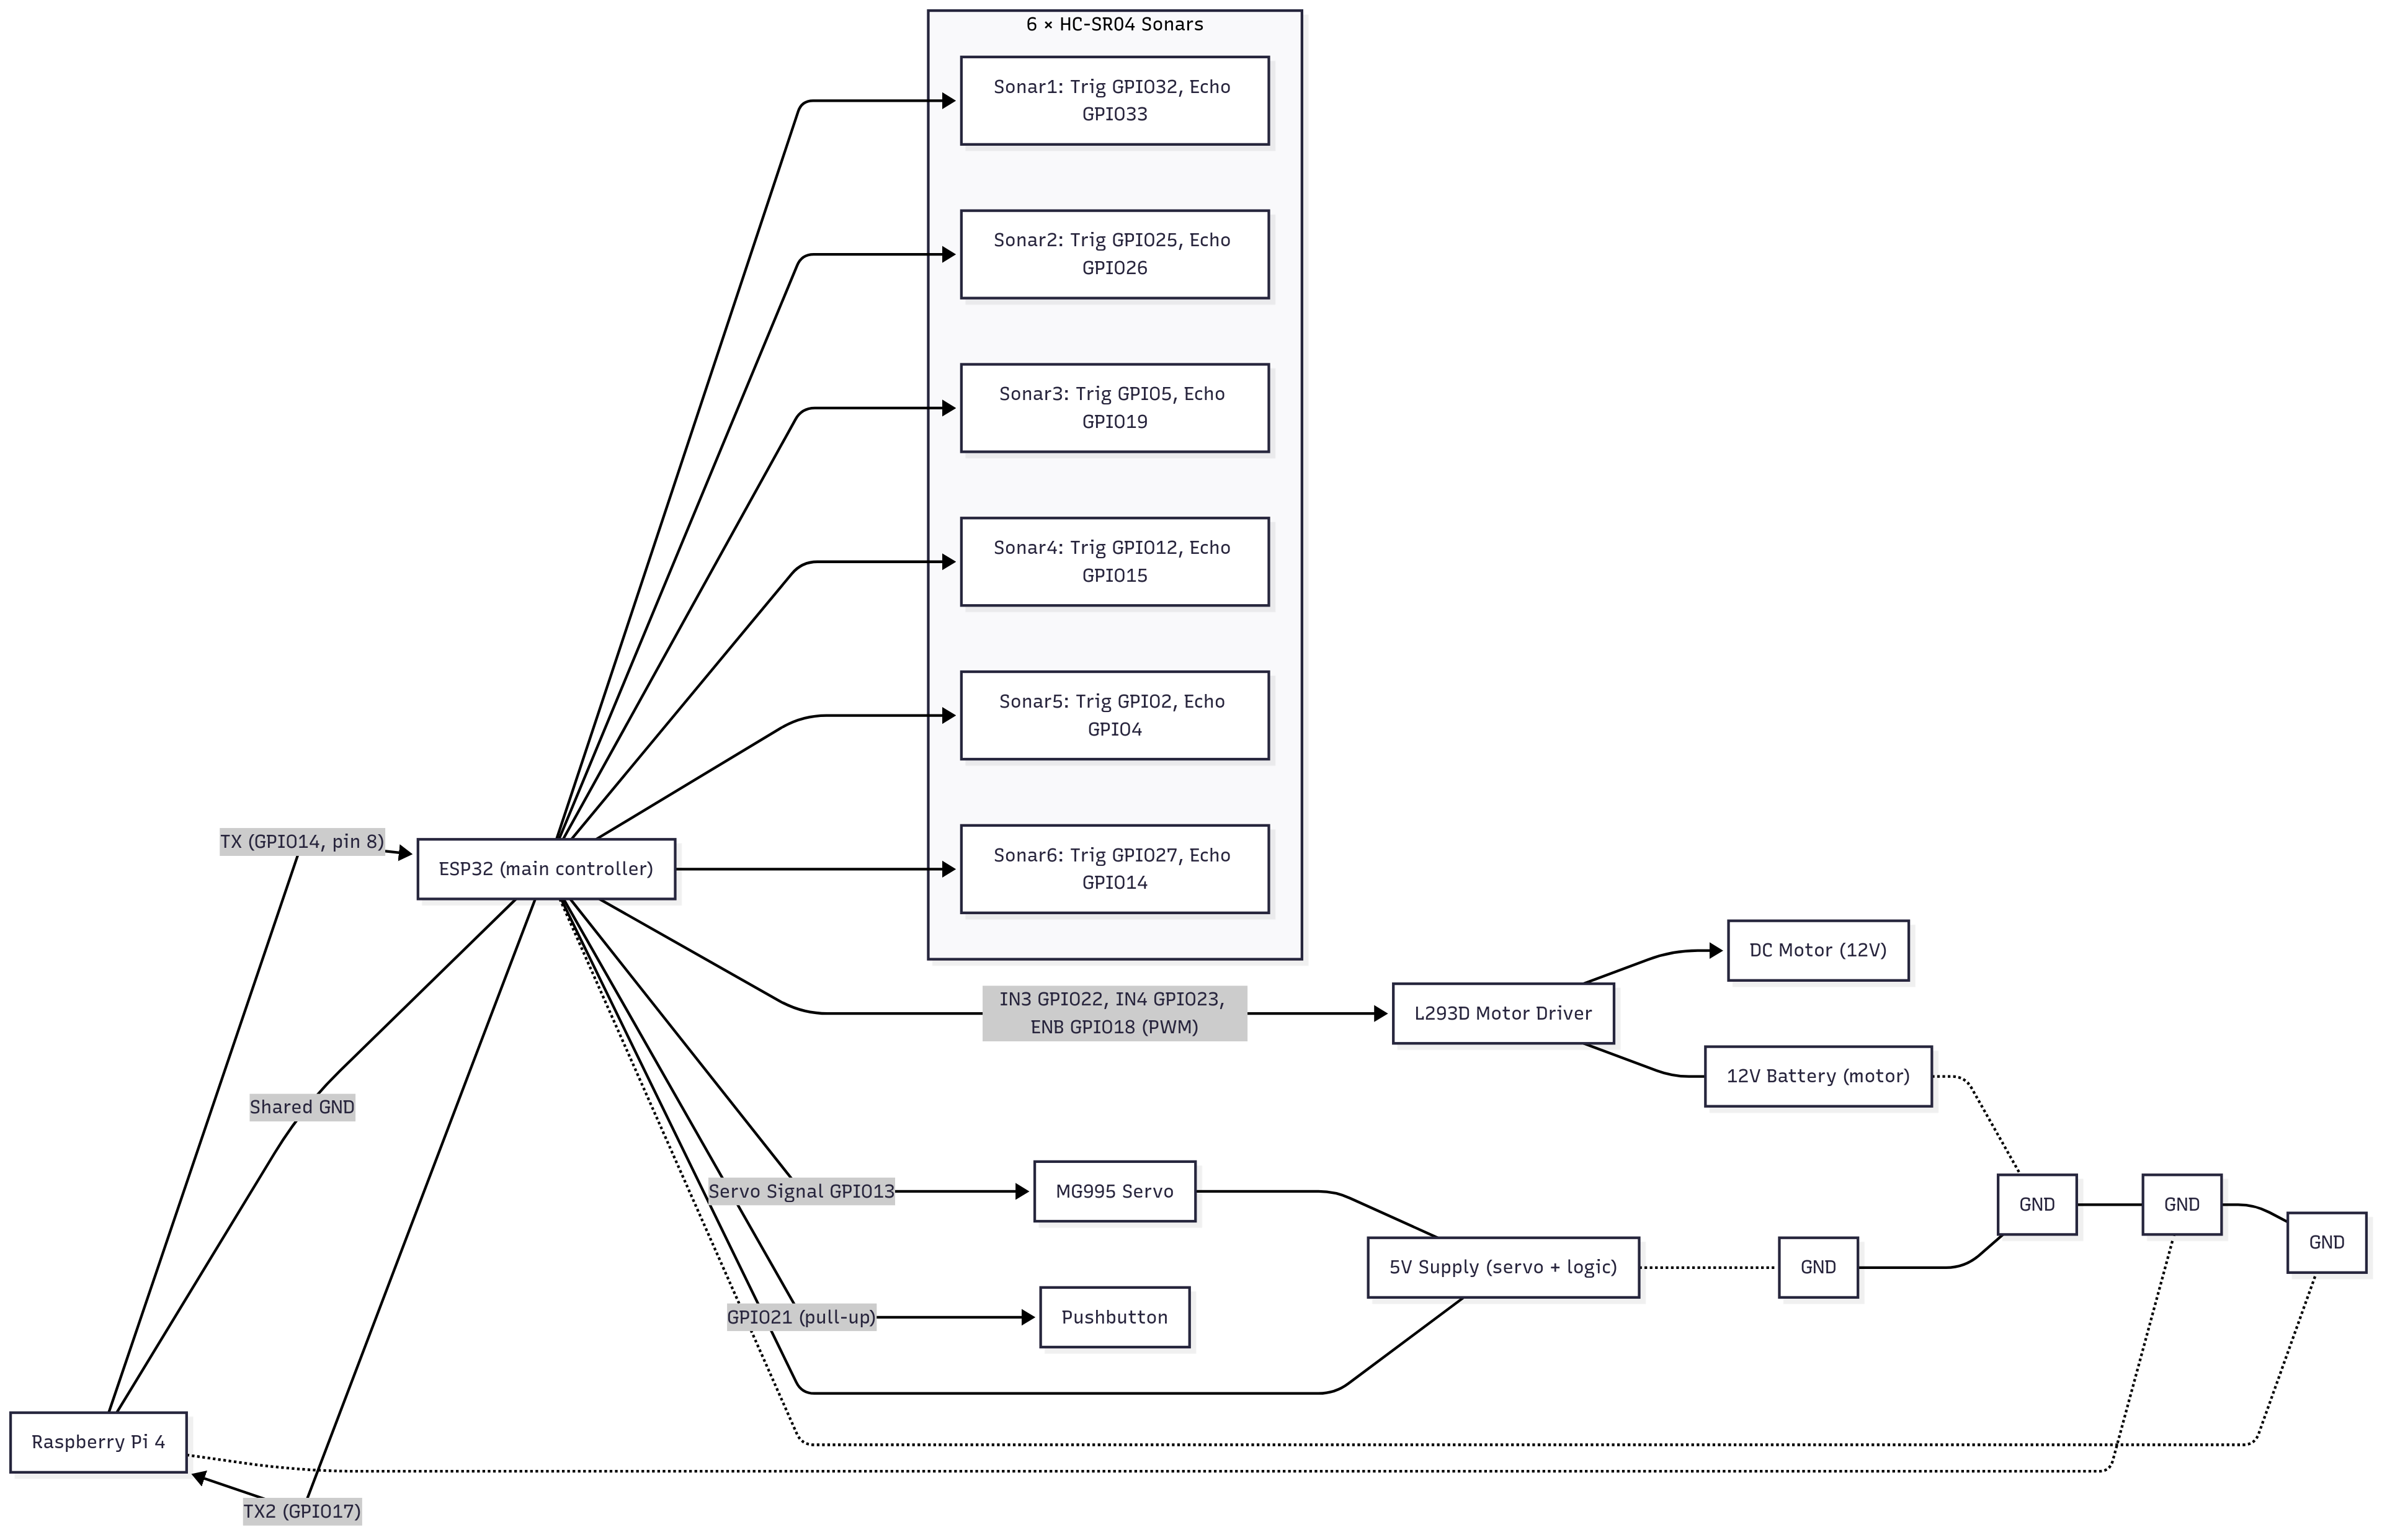 6 × HC-SR04 Sonars
Sonar1: Trig GPIO32, Echo
GPIO33
Sonar2: Trig GPIO25, Echo
GPIO26
Sonar3: Trig GPIO5, Echo
GPIO19
Sonar4: Trig GPIO12, Echo
GPIO15
Sonar5: Trig GPIO2, Echo
GPIO4
Sonar6: Trig GPIO27, Echo
GPIO14
TX (GPIO14, pin 8)
ESP32 (main controller)
DC Motor (12V)
IN3 GPIO22, IN4 GPIO23,
ENB GPIO18 (PWM)
L293D Motor Driver
12V Battery (motor)
Shared GND
Servo Signal GPIO13
MG995 Servo
GND
GND
GND
5V Supply (servo + logic)
GND
GPIO21 (pull-up)
Pushbutton
Raspberry Pi 4
TX2 (GPIO17)